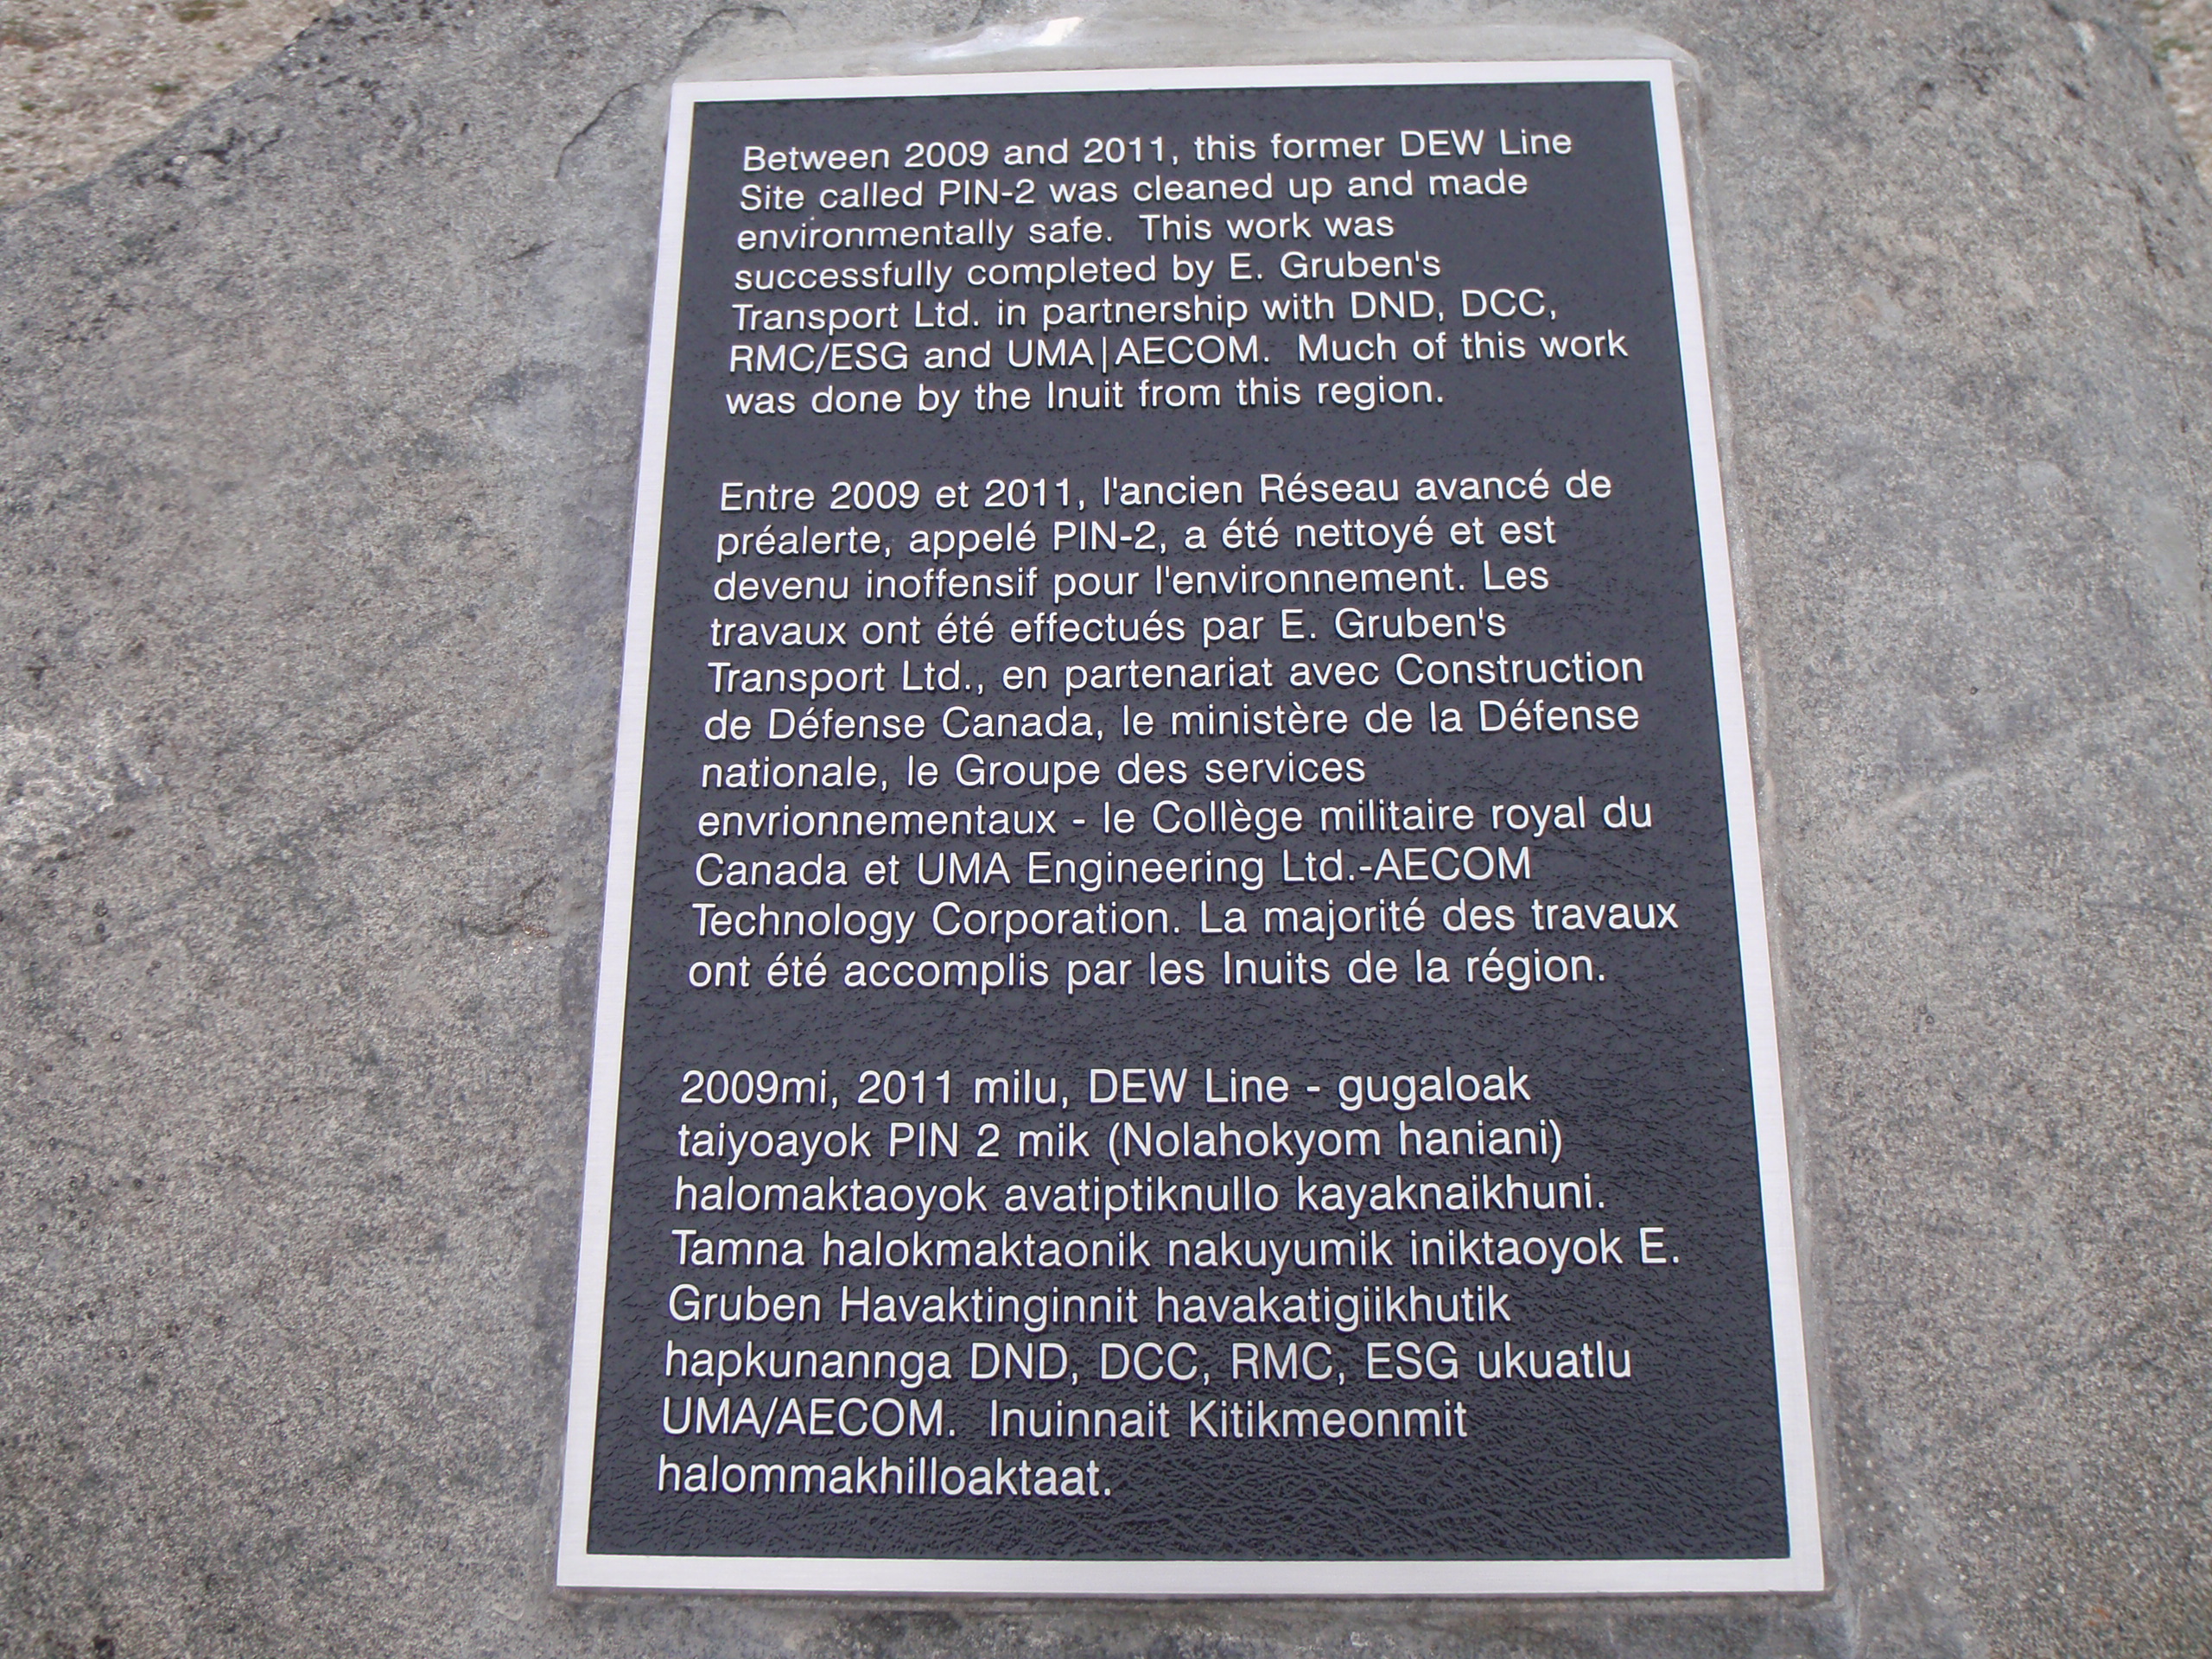 Between 2009 and 2011, this former DEW Line
Site called PIN-2 was cleaned up and made
environmentally safe.  This work was
successfully completed by E. Gruben's
Transport Ltd. in partnership with DND, DCC,
RMC/ESG and UMA|AECOM.  Much of this work
was done by the Inuit from this region.
Entre 2009 et 2011, l'ancien Réseau avancé de
préalerte, appelé PIN-2, a été nettoyé et est
devenu inoffensif pour l'environnement. Les
travaux ont été effectués par E. Gruben's
Transport Ltd., en partenariat avec Construction
de Défense Canada, le ministère de la Défense
nationale, le Groupe des services
envrionnementaux - le Collège militaire royal du
Canada et UMA Engineering Ltd.-AECOM
Technology Corporation. La majorité des travaux
ont été accomplis par les Inuits de la région.
2009mi, 2011 milu, DEW Line - gugaloak
taiyoayok PIN 2 mik (Nolahokyom haniani)
halomaktaoyok avatiptiknullo kayaknaikhuni.
Tamna halokmaktaonik nakuyumik iniktaoyok E.
Gruben Havaktinginnit havakatigiikhutik
hapkunannga DND, DCC, RMC, ESG ukuatlu
UMA/AECOM.  Inuinnait Kitikmeonmit
halommakhilloaktaat.